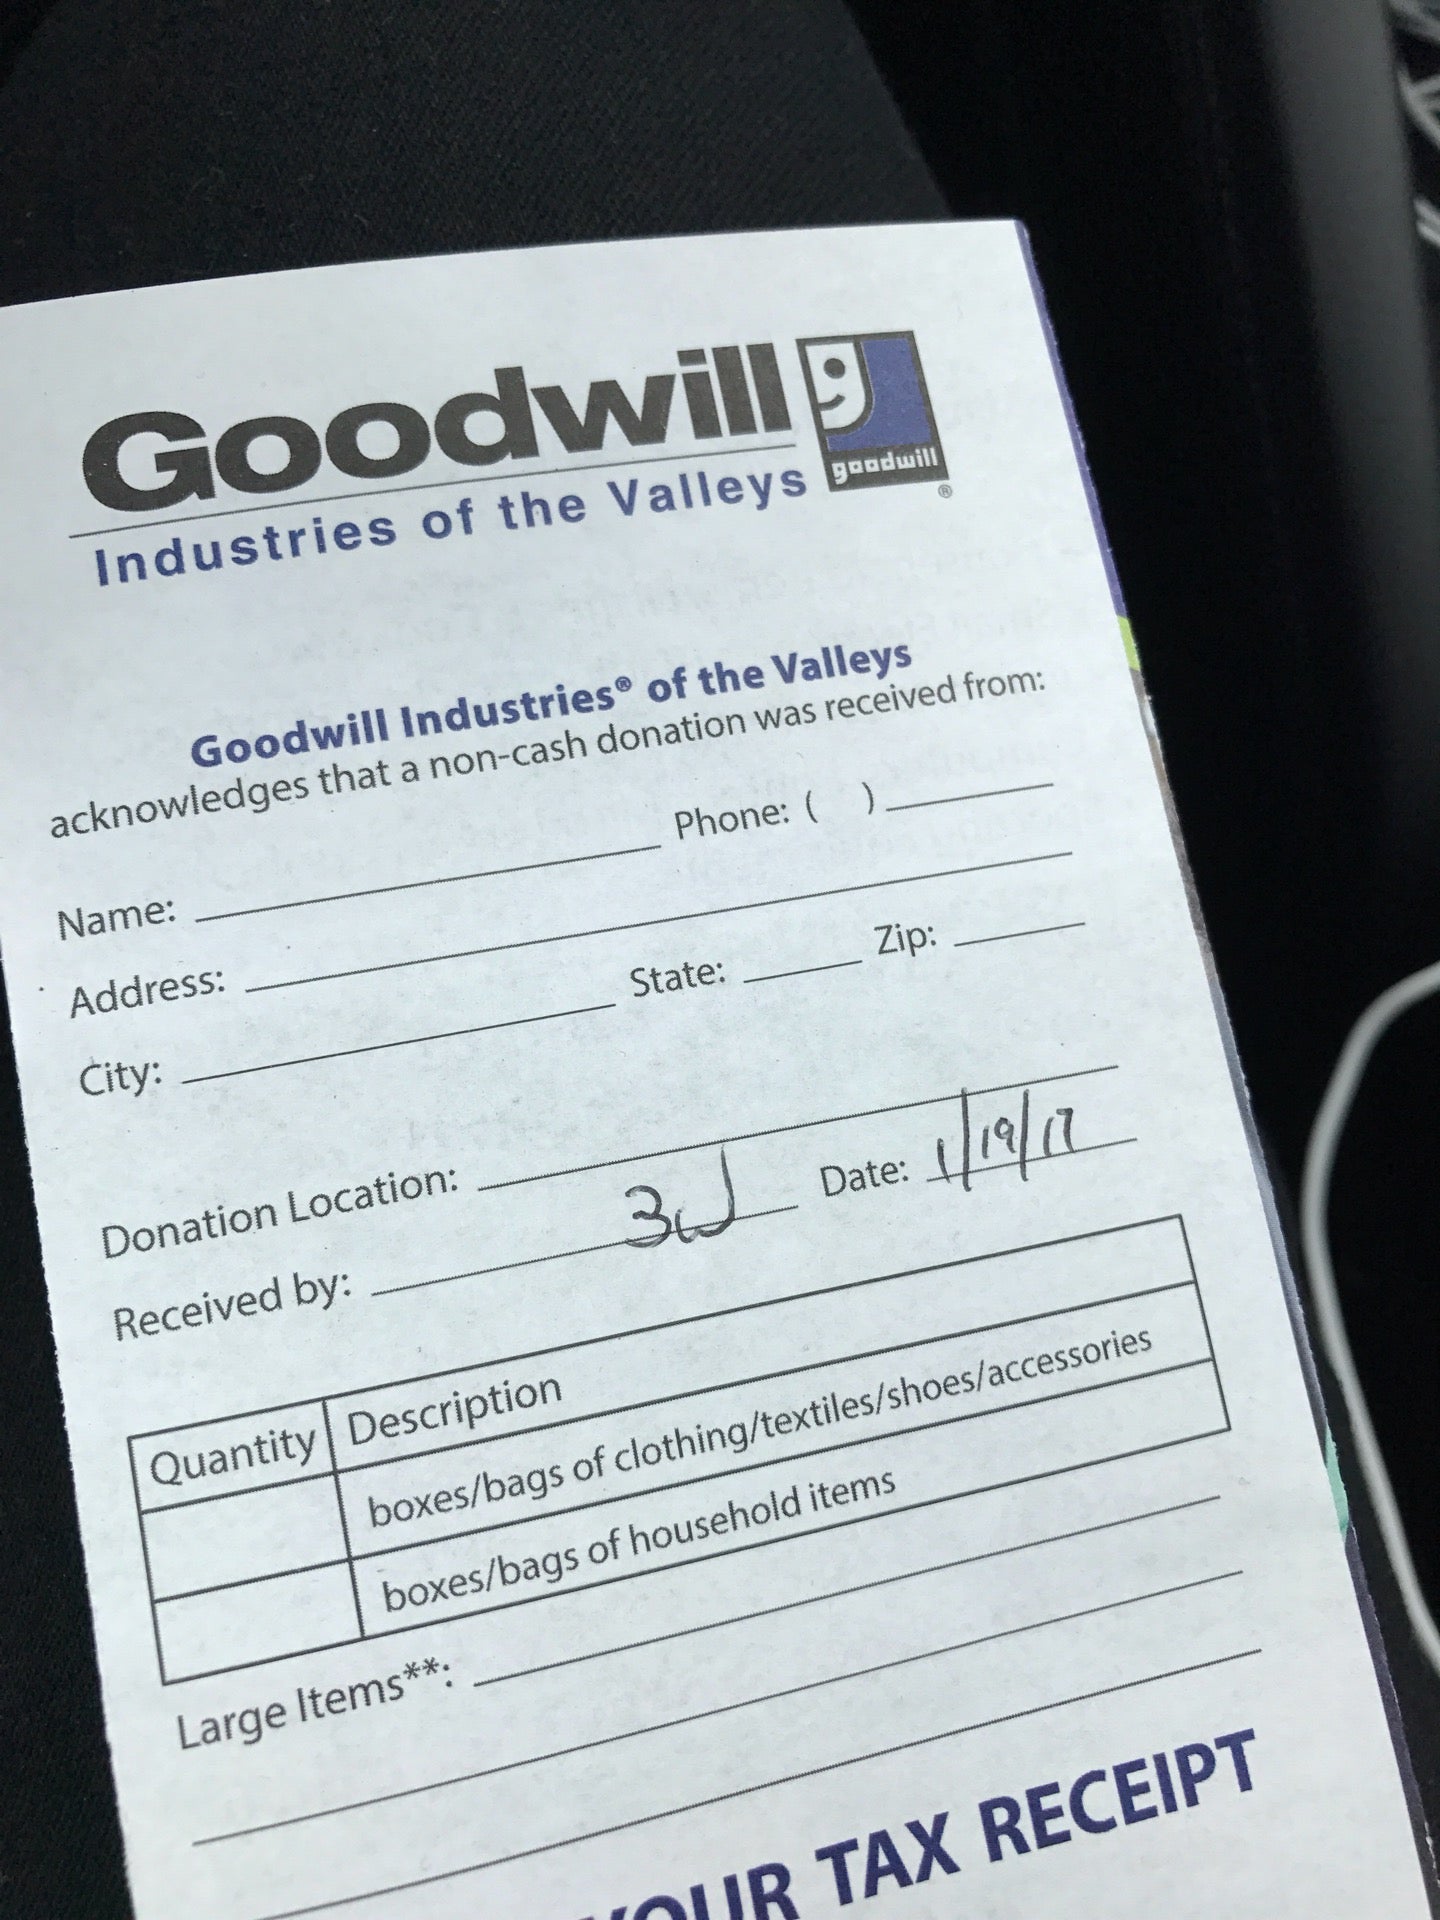 Goodwill
goodwill
®
Industries of the Valleys
Goodwill Industries® of the Valleys
acknowledges that a non-cash donation was received from:
Name: Phone: ( )
Address:
City: State: Zip:
Donation Location:
Received by: Date: 1/19/17
Quantity Description
boxes/bags of clothing/textiles/shoes/accessories
boxes/bags of household items
Large Items**:
YOUR TAX RECEIPT